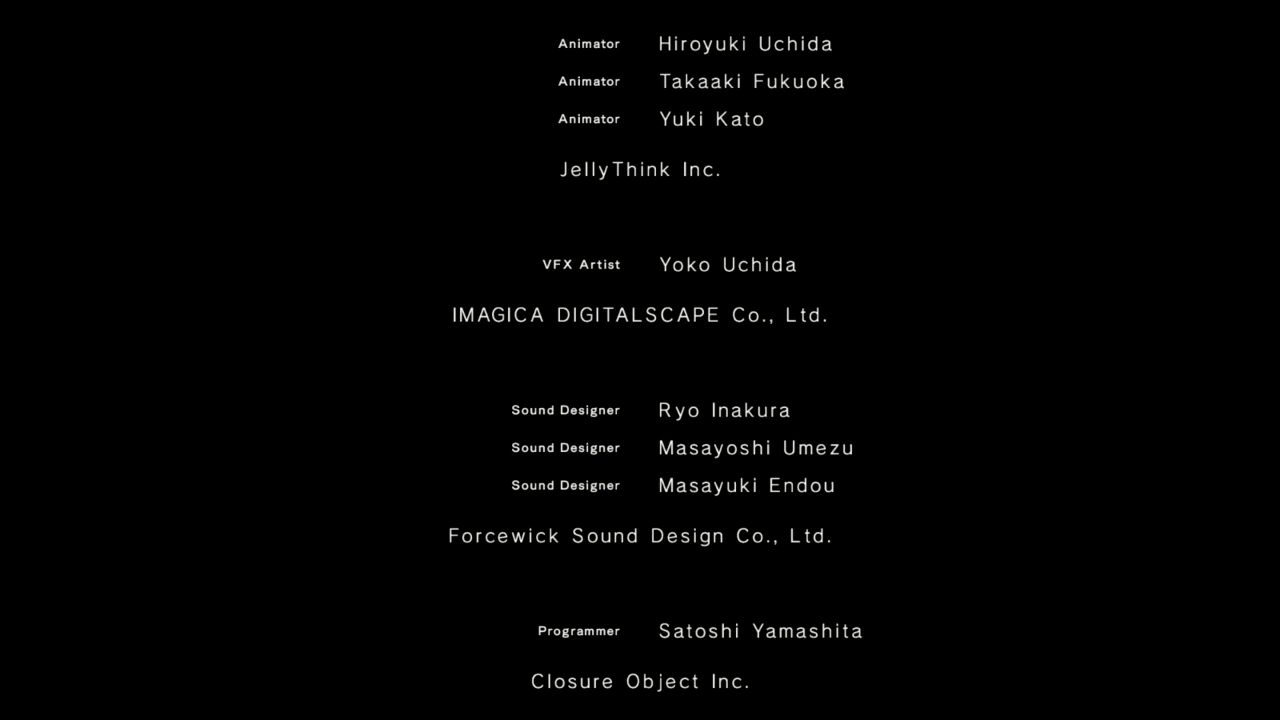 Animator Hiroyuki Uchida
Animator Takaaki Fukuoka
Animator Yuki Kato
JellyThink Inc.
VFX Artist Yoko Uchida
IMAGICA DIGITALSCAPE Co., Ltd.
Sound Designer Ryo Inakura
Sound Designer Masayoshi Umezu
Sound Designer Masayuki Endou
Forcewick Sound Design Co., Ltd.
Programmer Satoshi Yamashita
Closure Object Inc.